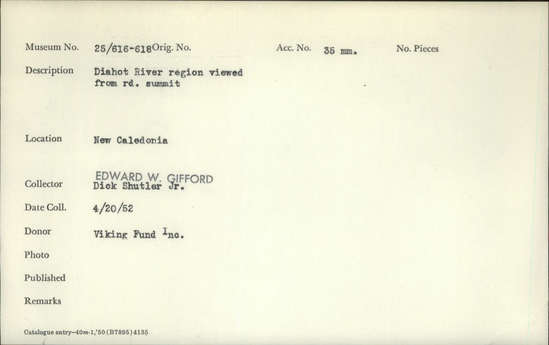 Museum No. 25/616-618 Orig. No. Acc. No. 35 mm. No. Pieces
Description Diahot River region viewed
from rd. summit
Location New Caledonia
EDWARD W. GIFFORD
Collector Dick Shutler Jr.
Date Coll. 4/20/52
Donor Viking Fund Inc.
Photo
Published
Remarks
Catalogue entry—40m-1,'50 (B7895) 4135